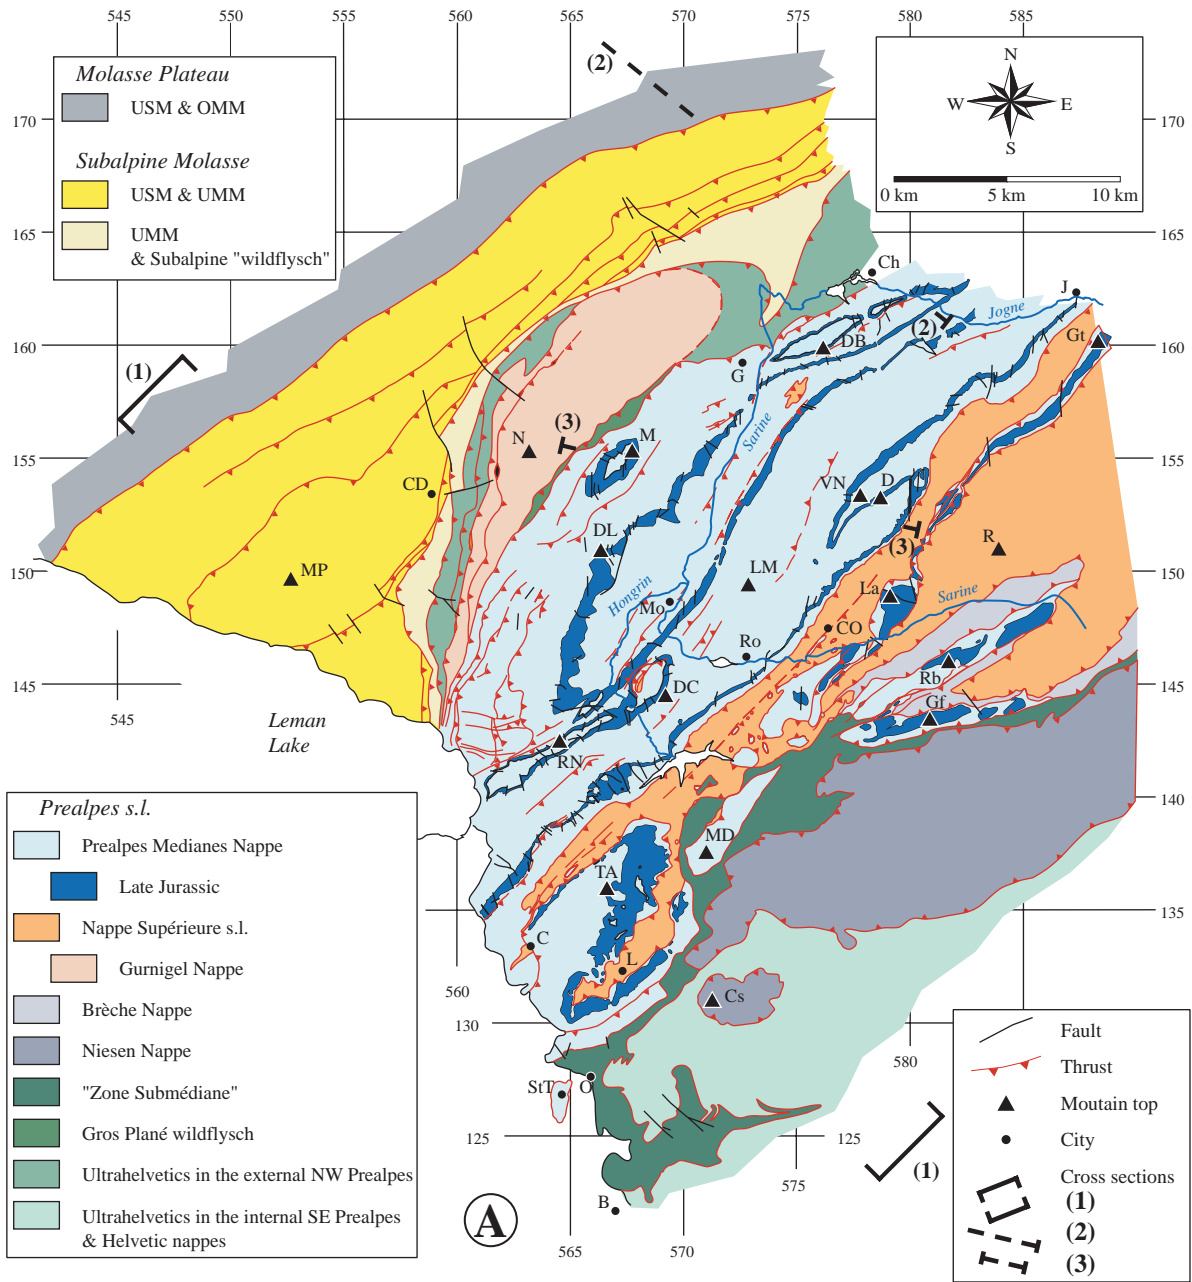 545
550
555
560
565
570
575
580
585
Molasse Plateau
USM & OMM
Subalpine Molasse
USM & UMM
UMM
& Subalpine "wildflysch"
(2)
N
W
E
S
0 km
5 km
10 km
170
170
165
165
Ch
J
Jogne
(2)
Gt
160
160
DB
G
(1)
Sarine
(3)
N
M
155
155
CD
VN
D
DL
(3)
R
150
150
MP
LM
Hongrin
La
Sarine
Mo
CO
Ro
145
145
DC
Rb
545
Gf
Leman
Lake
RN
Prealpes s.l.
Prealpes Medianes Nappe
Late Jurassic
Nappe Supérieure s.l.
Gurnigel Nappe
Brèche Nappe
Niesen Nappe
"Zone Submédiane"
Gros Plané wildflysch
Ultrahelvetics in the external NW Prealpes
Ultrahelvetics in the internal SE Prealpes
& Helvetic nappes
140
140
MD
TA
135
135
C
L
560
Cs
130
580
StT
O
125
125
(1)
575
B
A
565
570
Fault
Thrust
Moutain top
City
Cross sections
(1)
(2)
(3)